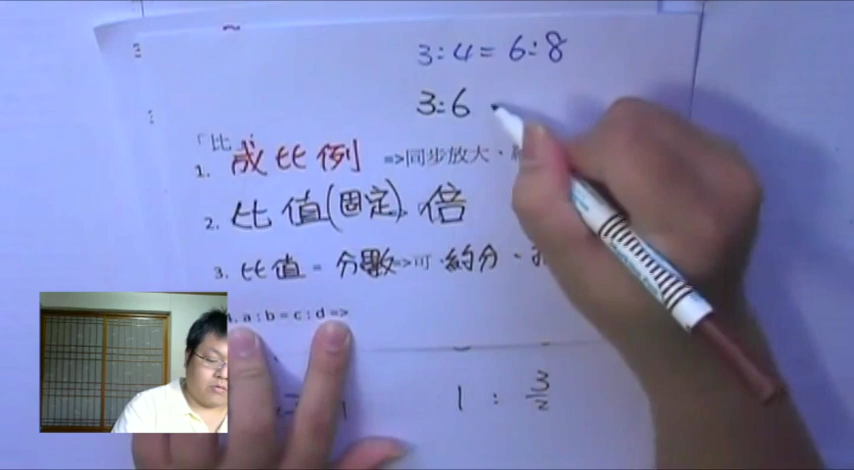 3:4=6:8
3:6
「比
1. 成比例 =>同步放大、
2. 比值(固定). 倍
3. 比值 = 分數=>可.約分、
a : b = c : d =>
1 : 3/2